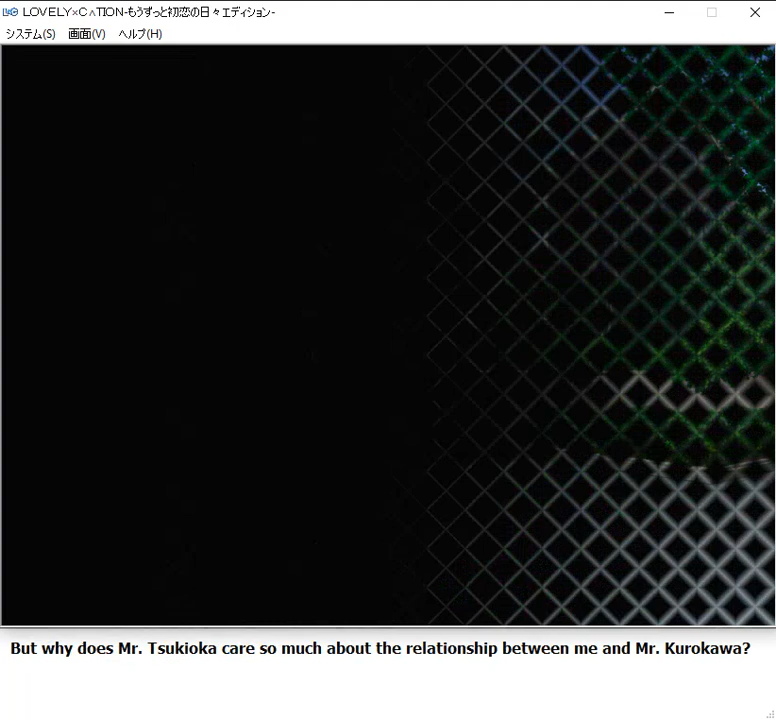 LOVELY×C∧TION-もうずっと初恋の日々エディション-
システム(S) 画面(V) ヘルプ(H)
But why does Mr. Tsukioka care so much about the relationship between me and Mr. Kurokawa?